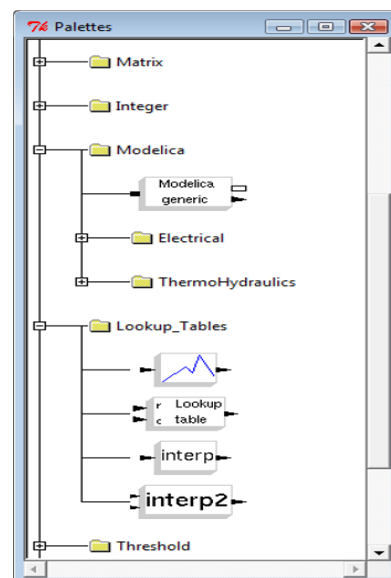 Palettes
Matrix
Integer
Modelica
Modelica
generic
Electrical
ThermoHydraulics
Lookup_Tables
r Lookup
c table
interp
interp2
Threshold